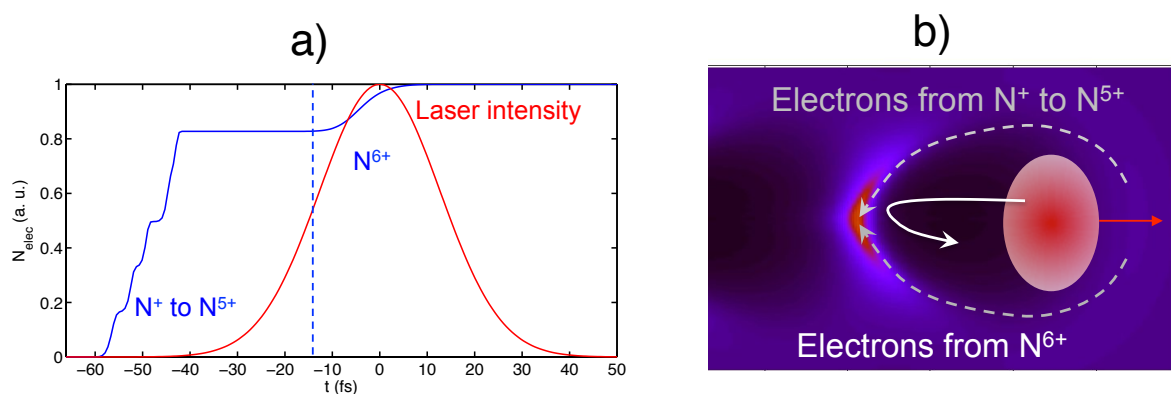 a)
1
0.8
0.6
0.4
0.2
0
N_elec (a. u.)
Laser intensity
N⁶⁺
N⁺ to N⁵⁺
−60 −50 −40 −30 −20 −10 0 10 20 30 40 50
t (fs)
b)
Electrons from N⁺ to N⁵⁺
Electrons from N⁶⁺